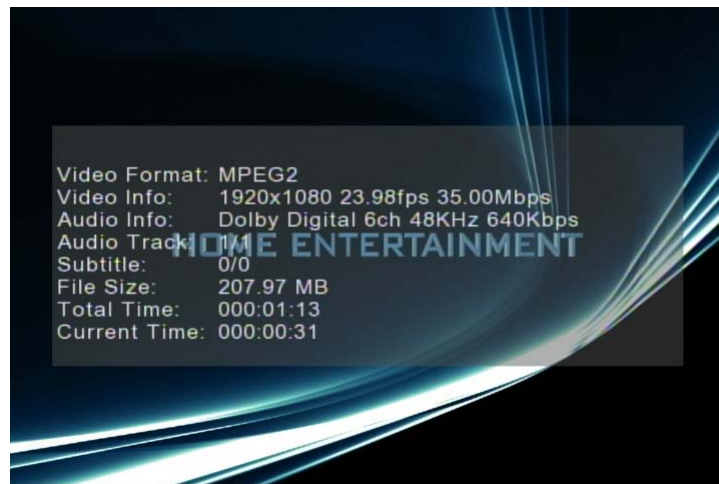 Video Format: MPEG2
Video Info: 1920x1080 23.98fps 35.00Mbps
Audio Info: Dolby Digital 6ch 48KHz 640Kbps
Audio Track: 1/1
HOME ENTERTAINMENT
Subtitle: 0/0
File Size: 207.97 MB
Total Time: 000:01:13
Current Time: 000:00:31